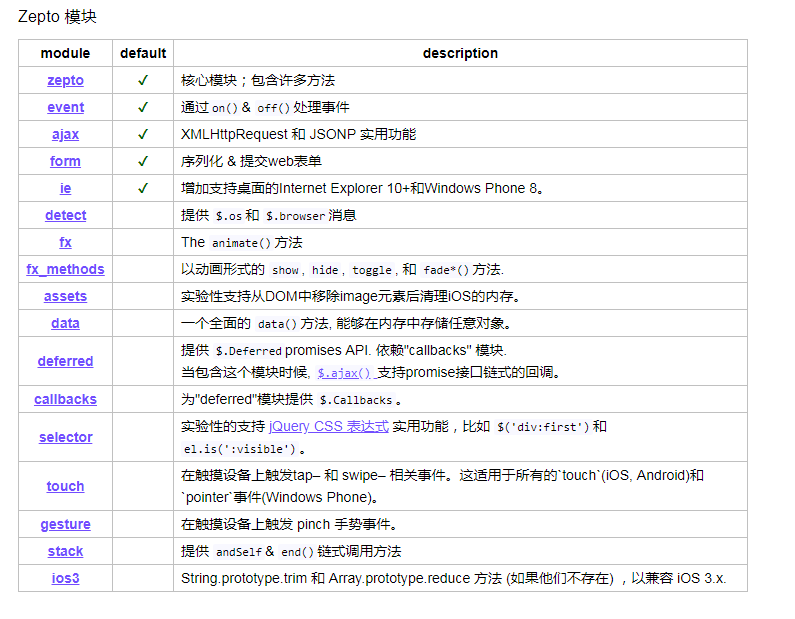 Zepto 模块
module default description
zepto ✓ 核心模块；包含许多方法
event ✓ 通过 on() & off() 处理事件
ajax ✓ XMLHttpRequest 和 JSONP 实用功能
form ✓ 序列化 & 提交web表单
ie ✓ 增加支持桌面的Internet Explorer 10+和Windows Phone 8。
detect 提供 $.os 和 $.browser 消息
fx The animate() 方法
fx_methods 以动画形式的 show, hide, toggle, 和 fade*() 方法.
assets 实验性支持从DOM中移除image元素后清理iOS的内存。
data 一个全面的 data() 方法, 能够在内存中存储任意对象。
deferred 提供 $.Deferred promises API. 依赖"callbacks" 模块.
当包含这个模块时候, $.ajax() 支持promise接口链式的回调。
callbacks 为"deferred"模块提供 $.Callbacks。
selector 实验性的支持 jQuery CSS 表达式 实用功能，比如 $('div:first') 和
el.is(':visible')。
touch 在触摸设备上触发tap– 和 swipe– 相关事件。这适用于所有的`touch`(iOS, Android)和
`pointer`事件(Windows Phone)。
gesture 在触摸设备上触发 pinch 手势事件。
stack 提供 andSelf & end() 链式调用方法
ios3 String.prototype.trim 和 Array.prototype.reduce 方法 (如果他们不存在) ，以兼容 iOS 3.x.